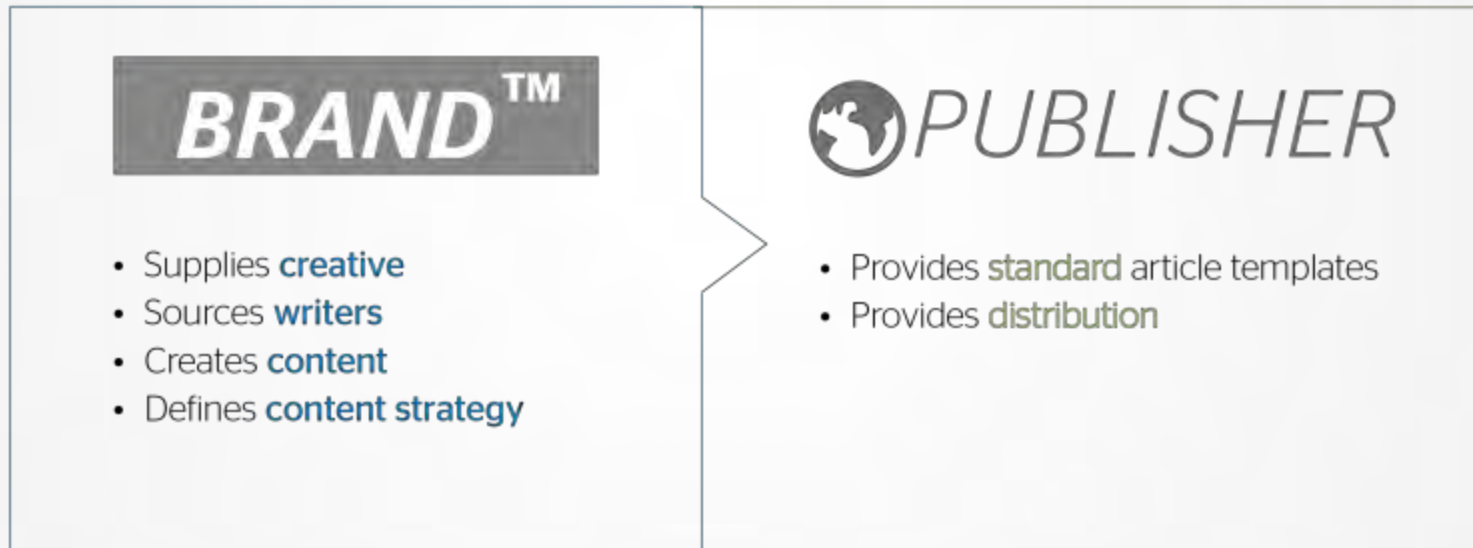 BRAND™
• Supplies creative
• Sources writers
• Creates content
• Defines content strategy
PUBLISHER
• Provides standard article templates
• Provides distribution